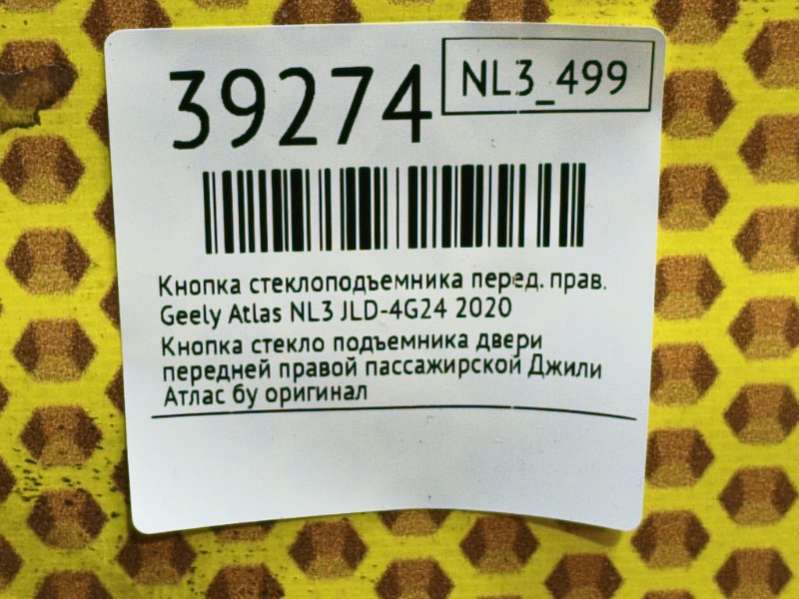 39274
NL3_499
Кнопка стеклоподъемника перед. прав.
Geely Atlas NL3 JLD-4G24 2020
Кнопка стекло подъемника двери
передней правой пассажирской Джили
Атлас бу оригинал